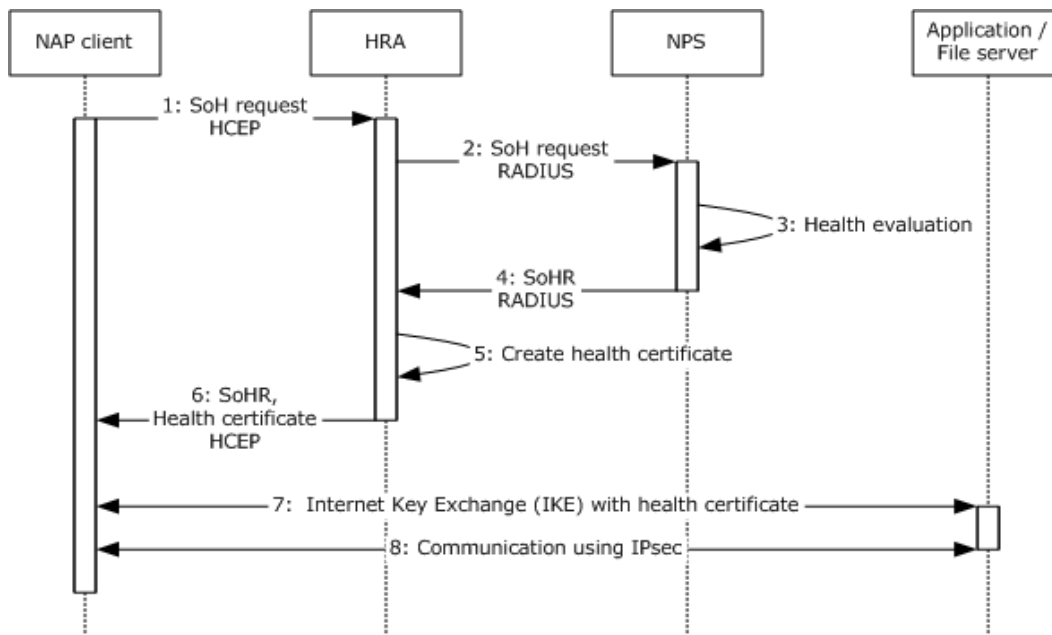 NAP client
HRA
NPS
Application /
File server
1: SoH request
HCEP
2: SoH request
RADIUS
3: Health evaluation
4: SoHR
RADIUS
5: Create health certificate
6: SoHR,
Health certificate
HCEP
7:  Internet Key Exchange (IKE) with health certificate
8: Communication using IPsec